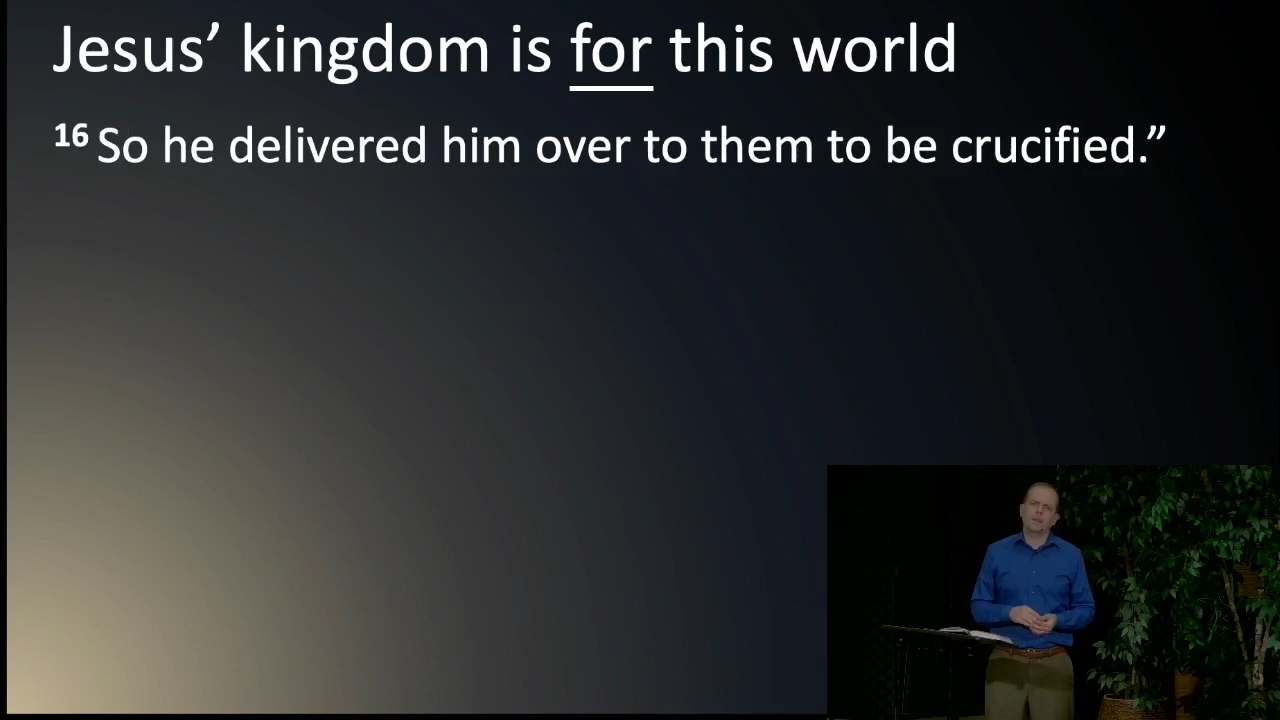 Jesus’ kingdom is for this world
16 So he delivered him over to them to be crucified.”